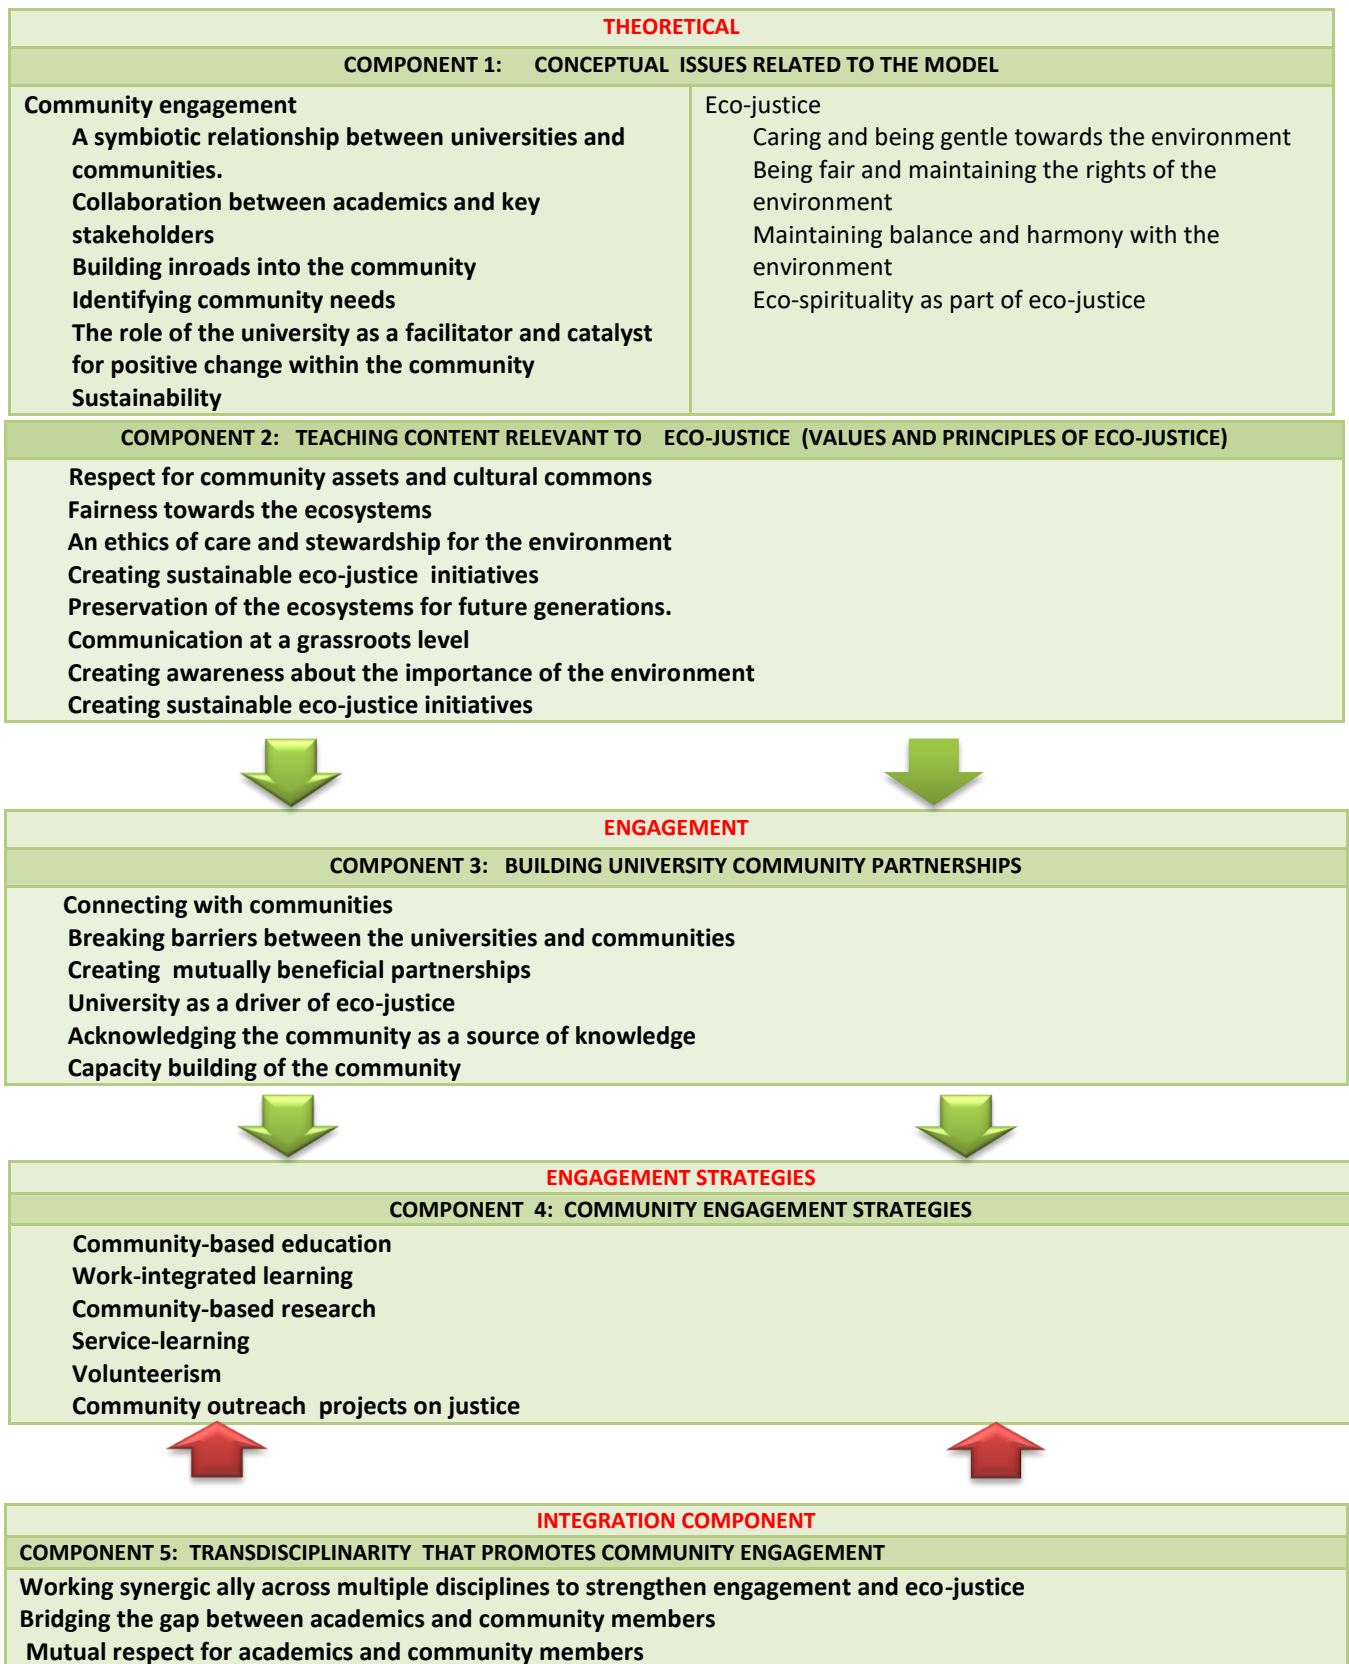 THEORETICAL
COMPONENT 1: CONCEPTUAL ISSUES RELATED TO THE MODEL
Community engagement
A symbiotic relationship between universities and
communities.
Collaboration between academics and key
stakeholders
Building inroads into the community
Identifying community needs
The role of the university as a facilitator and catalyst
for positive change within the community
Sustainability
Eco-justice
Caring and being gentle towards the environment
Being fair and maintaining the rights of the
environment
Maintaining balance and harmony with the
environment
Eco-spirituality as part of eco-justice
COMPONENT 2: TEACHING CONTENT RELEVANT TO ECO-JUSTICE (VALUES AND PRINCIPLES OF ECO-JUSTICE)
Respect for community assets and cultural commons
Fairness towards the ecosystems
An ethics of care and stewardship for the environment
Creating sustainable eco-justice initiatives
Preservation of the ecosystems for future generations.
Communication at a grassroots level
Creating awareness about the importance of the environment
Creating sustainable eco-justice initiatives
ENGAGEMENT
COMPONENT 3: BUILDING UNIVERSITY COMMUNITY PARTNERSHIPS
Connecting with communities
Breaking barriers between the universities and communities
Creating mutually beneficial partnerships
University as a driver of eco-justice
Acknowledging the community as a source of knowledge
Capacity building of the community
ENGAGEMENT STRATEGIES
COMPONENT 4: COMMUNITY ENGAGEMENT STRATEGIES
Community-based education
Work-integrated learning
Community-based research
Service-learning
Volunteerism
Community outreach projects on justice
INTEGRATION COMPONENT
COMPONENT 5: TRANSDISCIPLINARITY THAT PROMOTES COMMUNITY ENGAGEMENT
Working synergic ally across multiple disciplines to strengthen engagement and eco-justice
Bridging the gap between academics and community members
Mutual respect for academics and community members